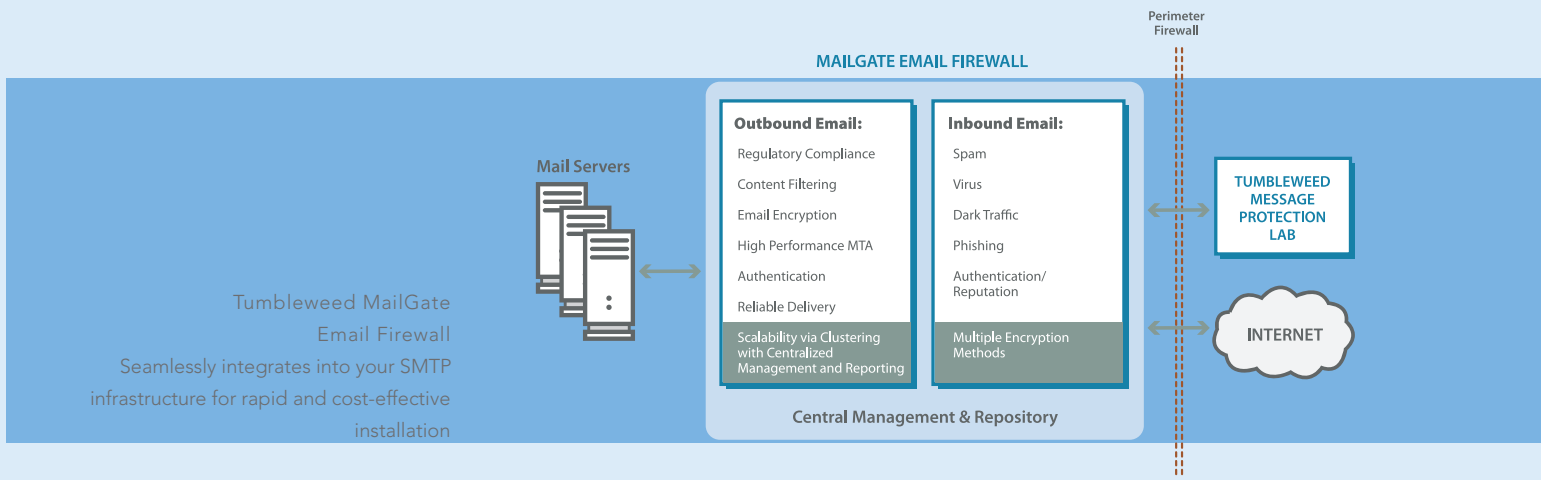 Perimeter
Firewall
MAILGATE EMAIL FIREWALL
Mail Servers
Outbound Email:
Regulatory Compliance
Content Filtering
Email Encryption
High Performance MTA
Authentication
Reliable Delivery
Scalability via Clustering
with Centralized
Management and Reporting
Inbound Email:
Spam
Virus
Dark Traffic
Phishing
Authentication/
Reputation
Multiple Encryption
Methods
Central Management & Repository
TUMBLEWEED
MESSAGE
PROTECTION
LAB
INTERNET
Tumbleweed MailGate
Email Firewall
Seamlessly integrates into your SMTP
infrastructure for rapid and cost-effective
installation